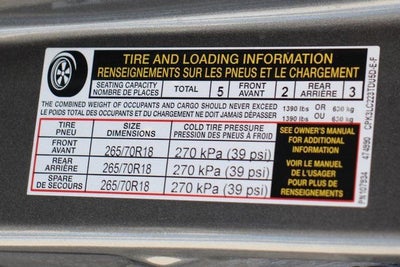 TIRE AND LOADING INFORMATION
RENSEIGNEMENTS SUR LES PNEUS ET LE CHARGEMENT
SEATING CAPACITY TOTAL 5 FRONT 2 REAR 3
NOMBRE DE PLACES AVANT ARRIÈRE
THE COMBINED WEIGHT OF OCCUPANTS AND CARGO SHOULD NEVER EXCEED 1390 lbs OR 630 kg
LE POIDS TOTAL DES OCCUPANTS ET DU CHARGEMENT NE DOIT JAMAIS DÉPASSER 1390 lbs OU 630 kg
TIRE SIZE COLD TIRE PRESSURE
PNEU DIMENSIONS PRESSION DES PNEUS À FROID
FRONT
AVANT 265/70R18 270 kPa (39 psi)
REAR
ARRIÈRE 265/70R18 270 kPa (39 psi)
SPARE
DE SECOURS 265/70R18 270 kPa (39 psi)
SEE OWNER'S MANUAL
FOR ADDITIONAL
INFORMATION
VOIR LE MANUEL
DE L'USAGER
POUR PLUS DE
RENSEIGNEMENTS
474890
P/N107834